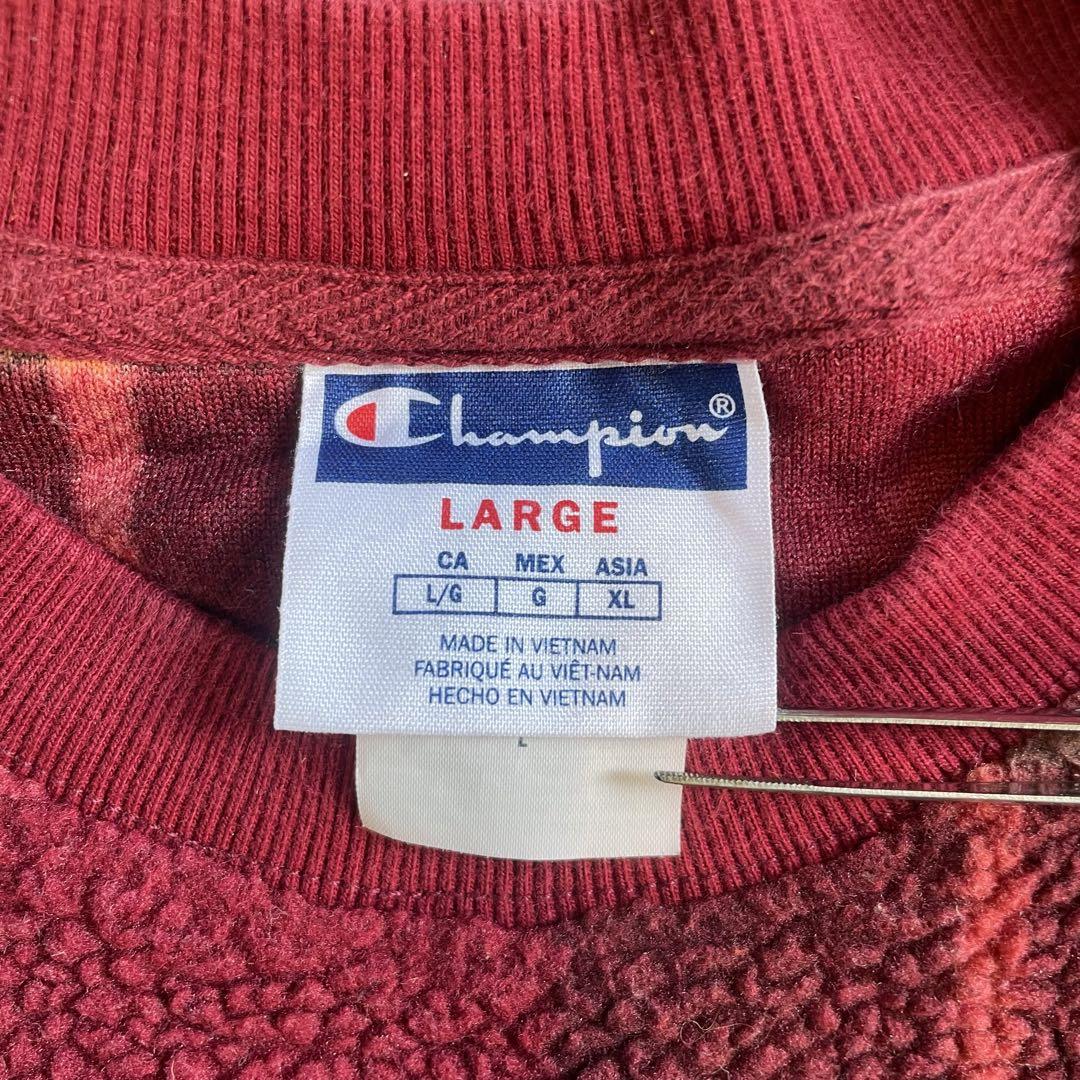 Champion®
LARGE
CA MEX ASIA
L/G G XL
MADE IN VIETNAM
FABRIQUÉ AU VIÊT-NAM
HECHO EN VIETNAM
L